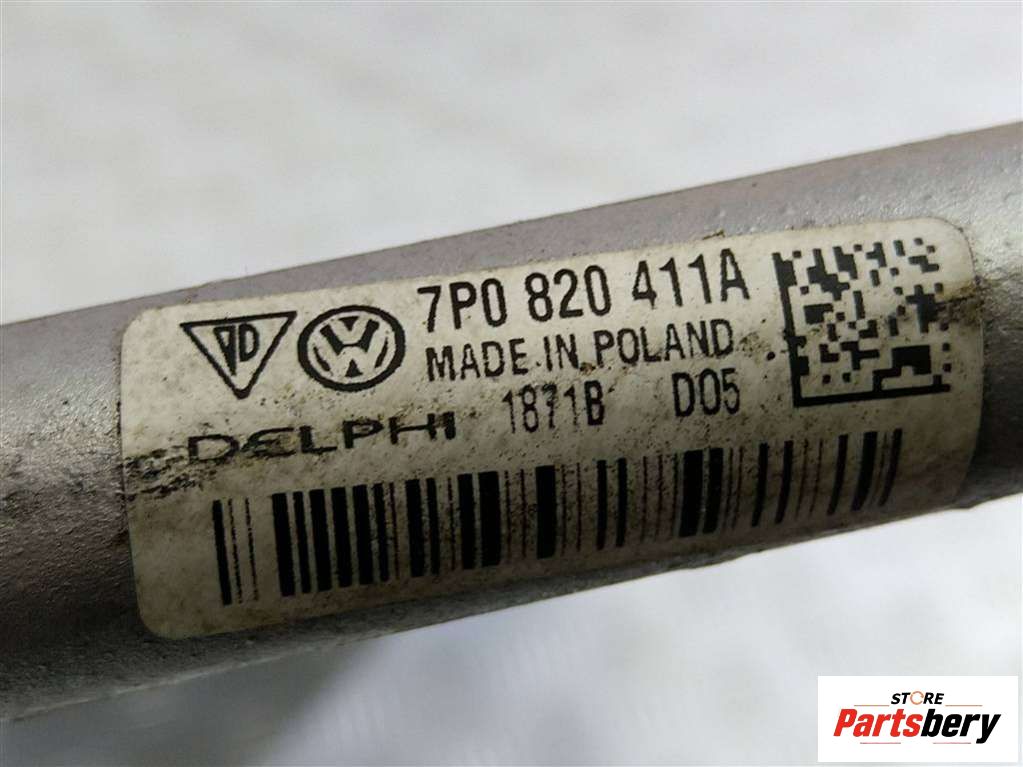 7P0 820 411A
MADE IN POLAND
DELPHI 1871B D05
STORE
Partsbery